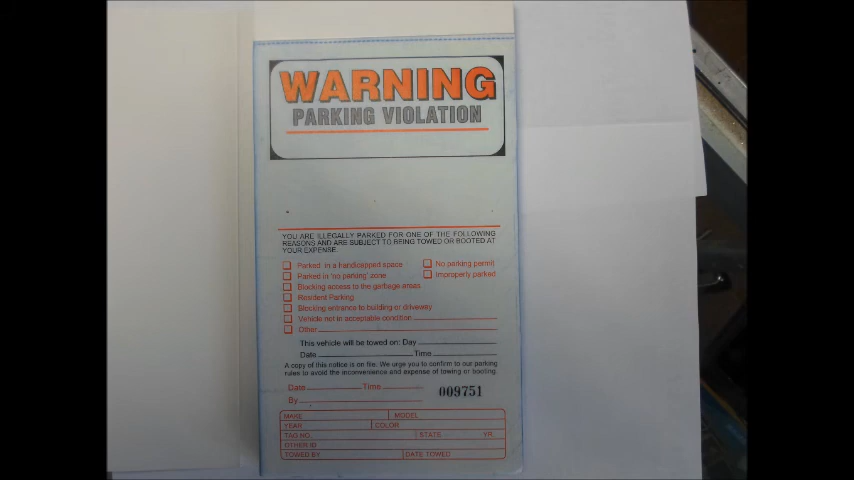 WARNING
PARKING VIOLATION
YOU ARE ILLEGALLY PARKED FOR ONE OF THE FOLLOWING
REASONS AND ARE SUBJECT TO BEING TOWED OR BOOTED AT
YOUR EXPENSE.
Parked in a handicapped space No parking permit
Parked in 'no parking' zone Improperly parked
Blocking access to the garbage areas
Resident Parking
Blocking entrance to building or driveway
Vehicle not in acceptable condition
Other
This vehicle will be towed on: Day
Date Time
A copy of this notice is on file. We urge you to confirm to our parking
rules to avoid the inconvenience and expense of towing or booting.
Date Time
By 009751
MAKE MODEL
YEAR COLOR
TAG NO. STATE YR.
OTHER ID
TOWED BY DATE TOWED